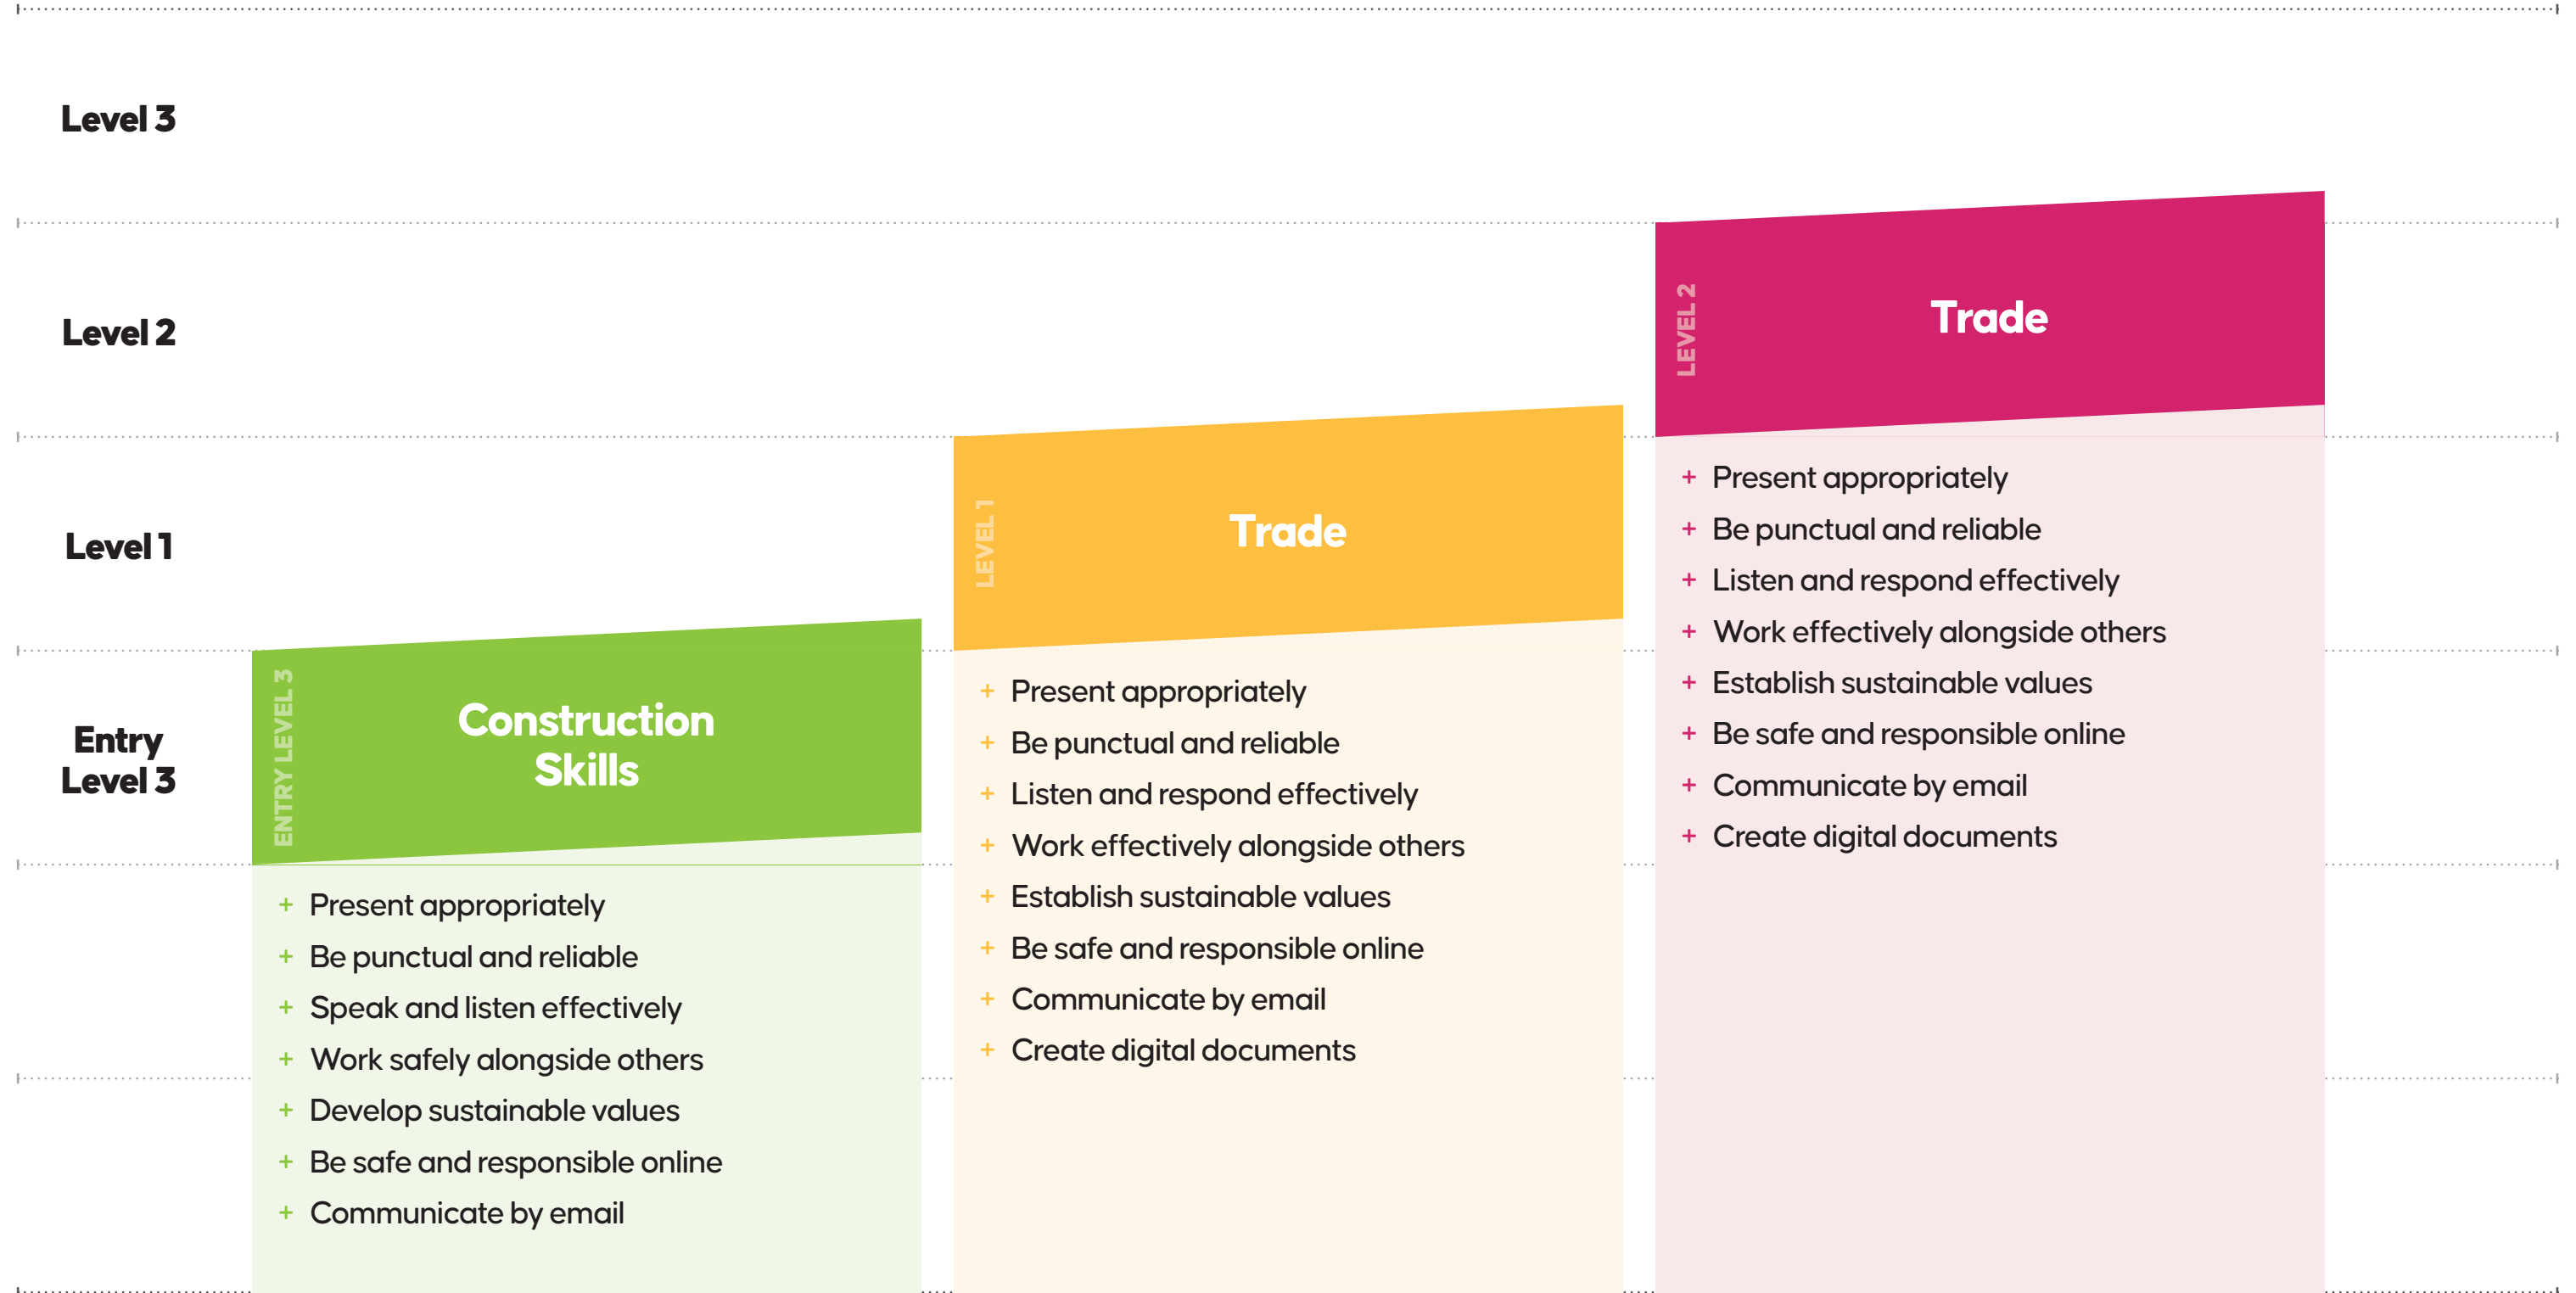 Level 3
Level 2
Level 1
Entry
Level 3
ENTRY LEVEL 3
Construction
Skills
+ Present appropriately
+ Be punctual and reliable
+ Speak and listen effectively
+ Work safely alongside others
+ Develop sustainable values
+ Be safe and responsible online
+ Communicate by email
LEVEL 1
Trade
+ Present appropriately
+ Be punctual and reliable
+ Listen and respond effectively
+ Work effectively alongside others
+ Establish sustainable values
+ Be safe and responsible online
+ Communicate by email
+ Create digital documents
LEVEL 2
Trade
+ Present appropriately
+ Be punctual and reliable
+ Listen and respond effectively
+ Work effectively alongside others
+ Establish sustainable values
+ Be safe and responsible online
+ Communicate by email
+ Create digital documents